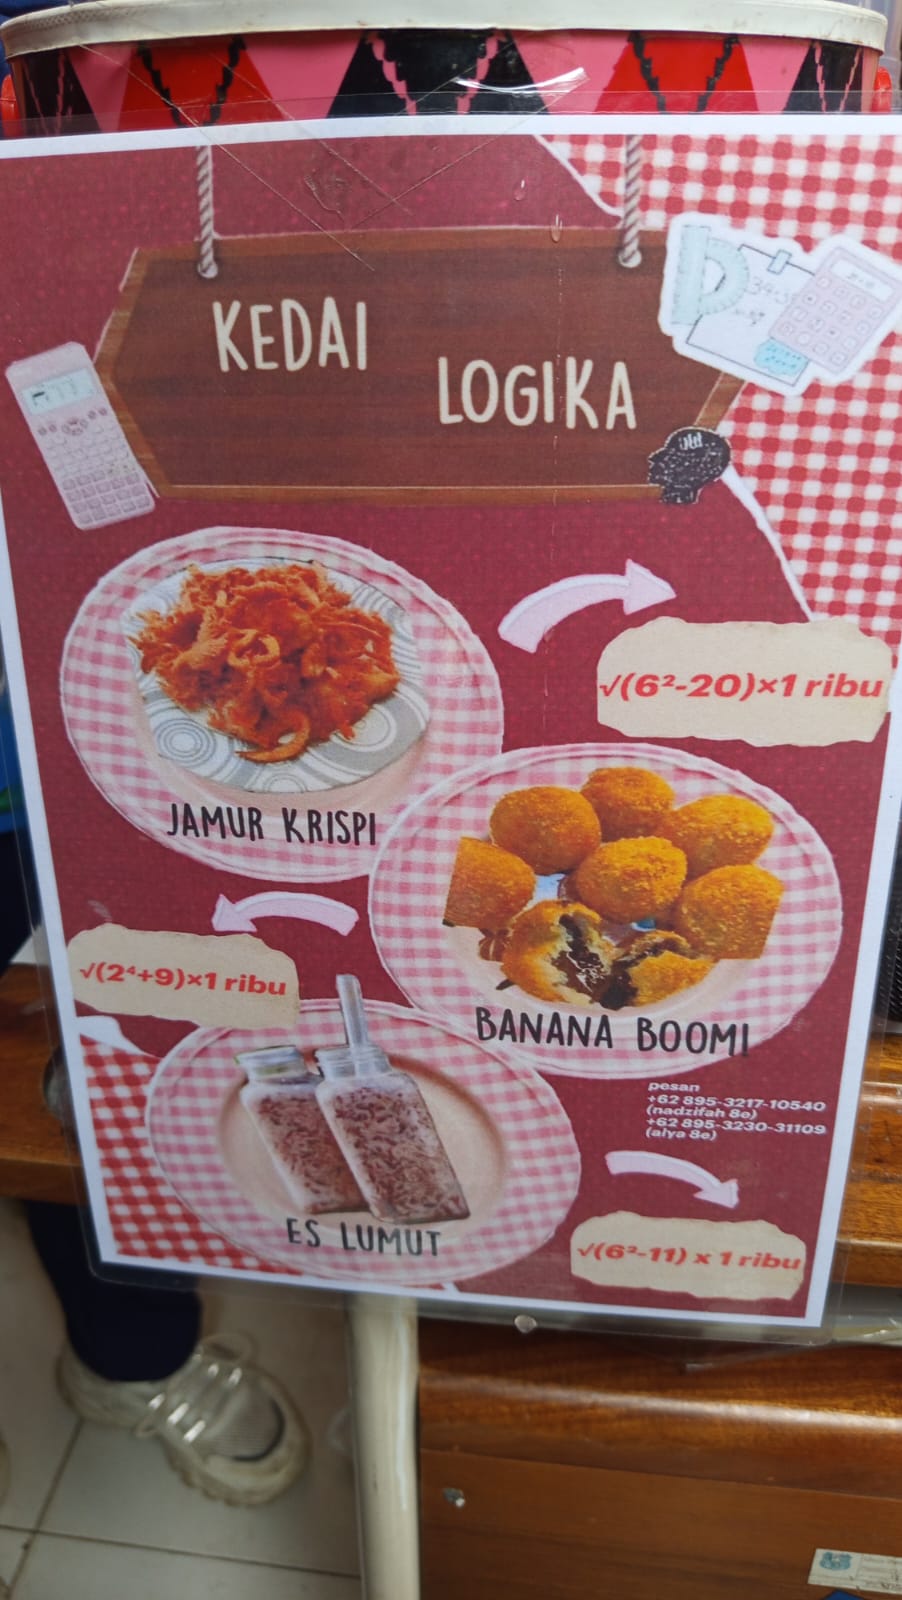 KEDAI
LOGIKA
√(6²-20)×1 ribu
JAMUR KRISPI
√(2⁴+9)×1 ribu
BANANA BOOM!
pesan
+62 895-3217-10540
(nadzifah 8e)
+62 895-3230-31109
(alya 8e)
ES LUMUT
√(6²-11) x 1 ribu